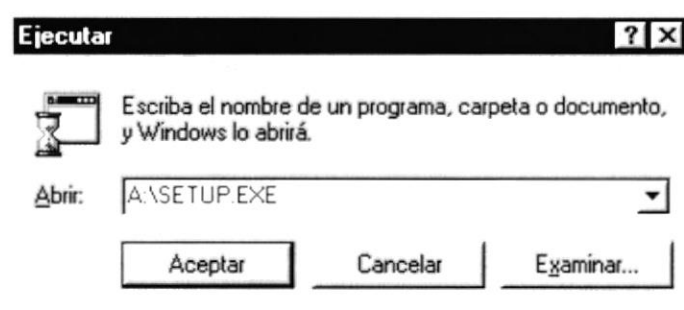 Ejecutar
Escriba el nombre de un programa, carpeta o documento,
y Windows lo abrirá.
Abrir: A:\SETUP.EXE
Aceptar Cancelar Examinar...